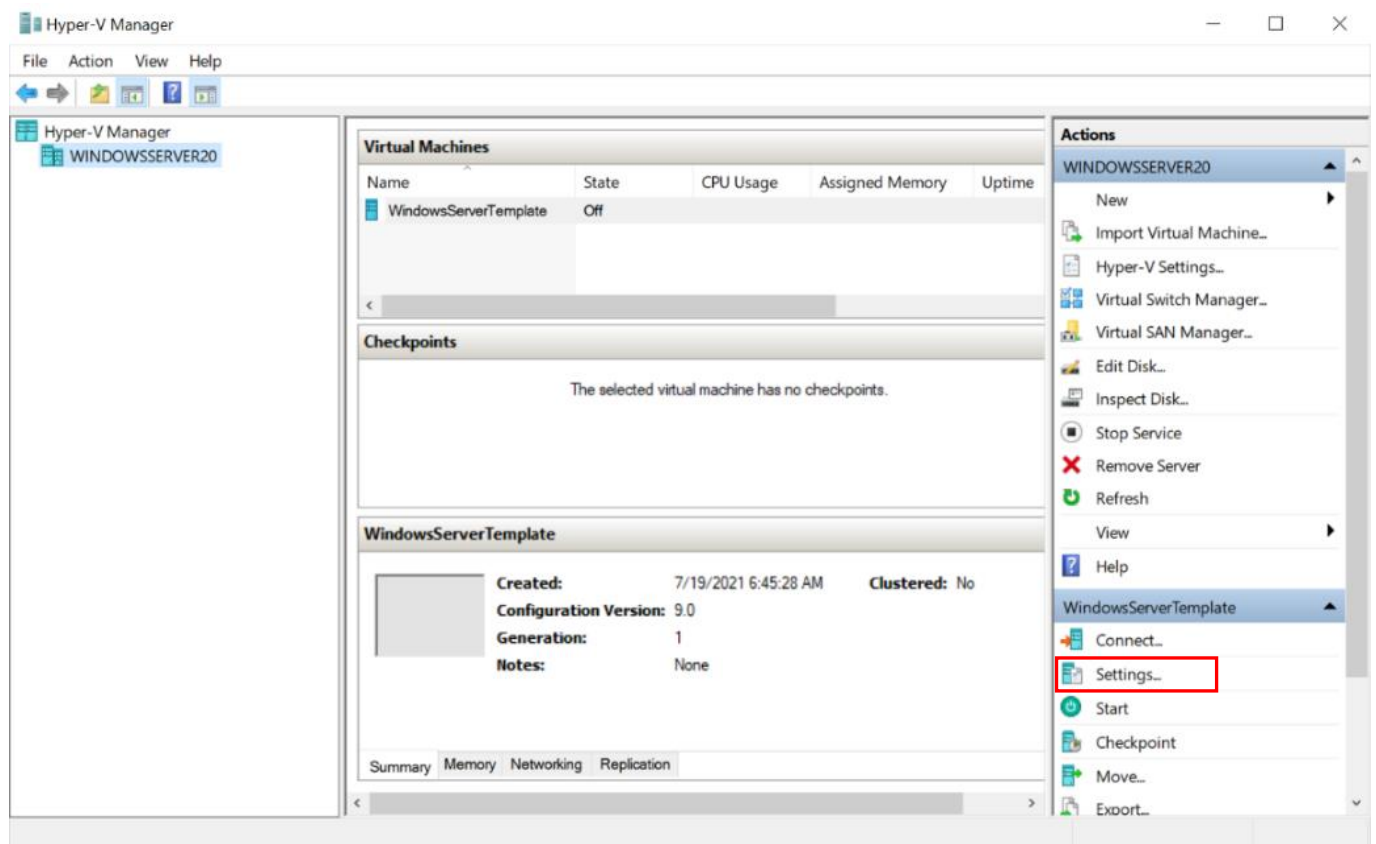 Hyper-V Manager
File Action View Help
Hyper-V Manager
WINDOWSSERVER20
Virtual Machines
Name State CPU Usage Assigned Memory Uptime
WindowsServerTemplate Off
Checkpoints
The selected virtual machine has no checkpoints.
WindowsServerTemplate
Created: 7/19/2021 6:45:28 AM Clustered: No
Configuration Version: 9.0
Generation: 1
Notes: None
Summary Memory Networking Replication
Actions
WINDOWSSERVER20
New
Import Virtual Machine...
Hyper-V Settings...
Virtual Switch Manager...
Virtual SAN Manager...
Edit Disk...
Inspect Disk...
Stop Service
Remove Server
Refresh
View
Help
WindowsServerTemplate
Connect...
Settings...
Start
Checkpoint
Move...
Export...